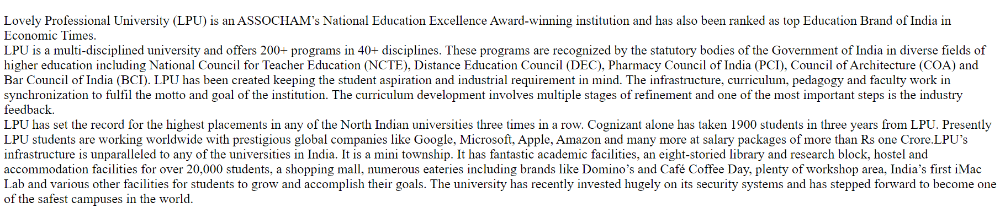 Lovely Professional University (LPU) is an ASSOCHAM’s National Education Excellence Award-winning institution and has also been ranked as top Education Brand of India in
Economic Times.
LPU is a multi-disciplined university and offers 200+ programs in 40+ disciplines. These programs are recognized by the statutory bodies of the Government of India in diverse fields of
higher education including National Council for Teacher Education (NCTE), Distance Education Council (DEC), Pharmacy Council of India (PCI), Council of Architecture (COA) and
Bar Council of India (BCI). LPU has been created keeping the student aspiration and industrial requirement in mind. The infrastructure, curriculum, pedagogy and faculty work in
synchronization to fulfil the motto and goal of the institution. The curriculum development involves multiple stages of refinement and one of the most important steps is the industry
feedback.
LPU has set the record for the highest placements in any of the North Indian universities three times in a row. Cognizant alone has taken 1900 students in three years from LPU. Presently
LPU students are working worldwide with prestigious global companies like Google, Microsoft, Apple, Amazon and many more at salary packages of more than Rs one Crore.LPU’s
infrastructure is unparalleled to any of the universities in India. It is a mini township. It has fantastic academic facilities, an eight-storied library and research block, hostel and
accommodation facilities for over 20,000 students, a shopping mall, numerous eateries including brands like Domino’s and Café Coffee Day, plenty of workshop area, India’s first iMac
Lab and various other facilities for students to grow and accomplish their goals. The university has recently invested hugely on its security systems and has stepped forward to become one
of the safest campuses in the world.